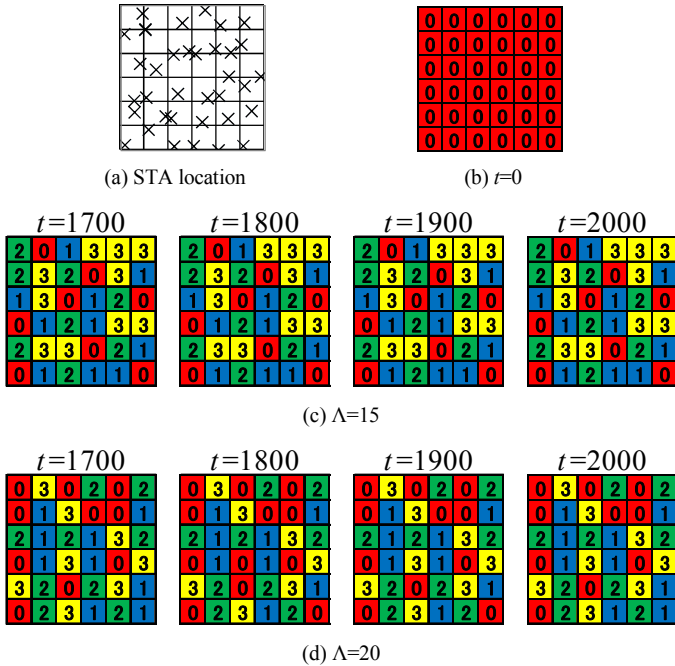 0 0 0 0 0 0
0 0 0 0 0 0
0 0 0 0 0 0
0 0 0 0 0 0
0 0 0 0 0 0
0 0 0 0 0 0
(a) STA location
(b) t=0
t=1700 t=1800 t=1900 t=2000
2 0 1 3 3 3 2 0 1 3 3 3 2 0 1 3 3 3 2 0 1 3 3 3
2 3 2 0 3 1 2 3 2 0 3 1 2 3 2 0 3 1 2 3 2 0 3 1
1 3 0 1 2 0 1 3 0 1 2 0 1 3 0 1 2 0 1 3 0 1 2 0
0 1 2 1 3 3 0 1 2 1 3 3 0 1 2 1 3 3 0 1 2 1 3 3
2 3 3 0 2 1 2 3 3 0 2 1 2 3 3 0 2 1 2 3 3 0 2 1
0 1 2 1 1 0 0 1 2 1 1 0 0 1 2 1 1 0 0 1 2 1 1 0
(c) Λ=15
t=1700 t=1800 t=1900 t=2000
0 3 0 2 0 2 0 3 0 2 0 2 0 3 0 2 0 2 0 3 0 2 0 2
0 1 3 0 0 1 0 1 3 0 0 1 0 1 3 0 0 1 0 1 3 0 0 1
2 1 2 1 3 2 2 1 1 2 3 2 2 1 2 1 3 2 2 1 2 1 3 2
0 1 3 1 0 3 0 1 0 1 0 3 0 1 3 1 0 3 0 1 3 1 0 3
3 2 0 2 3 1 3 2 0 2 3 1 3 2 0 2 3 1 3 2 0 2 3 1
0 2 3 1 2 1 0 2 3 1 2 0 0 2 3 1 2 0 0 2 3 1 2 1
(d) Λ=20